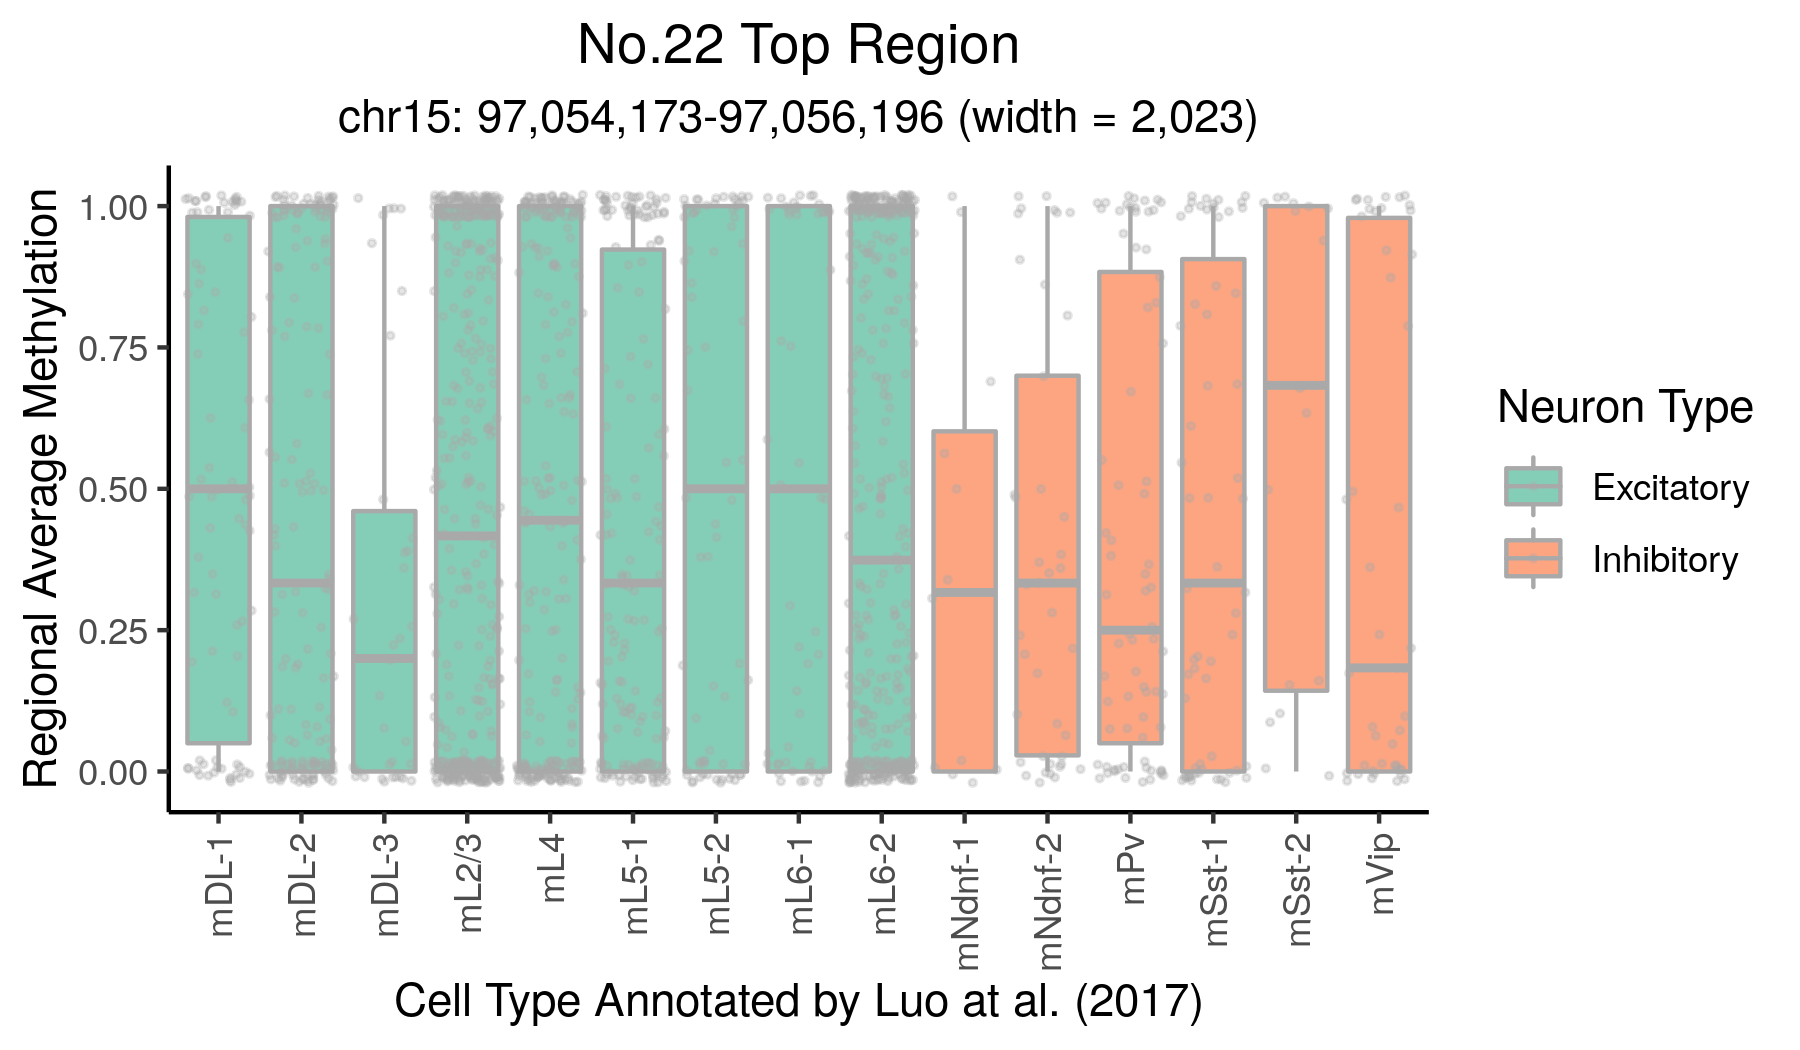 No.22 Top Region
chr15: 97,054,173-97,056,196 (width = 2,023)
Regional Average Methylation
1.00
0.75
0.50
0.25
0.00
mDL-1
mDL-2
mDL-3
mL2/3
mL4
mL5-1
mL5-2
mL6-1
mL6-2
mNdnf-1
mNdnf-2
mPv
mSst-1
mSst-2
mVip
Cell Type Annotated by Luo at al. (2017)
Neuron Type
Excitatory
Inhibitory